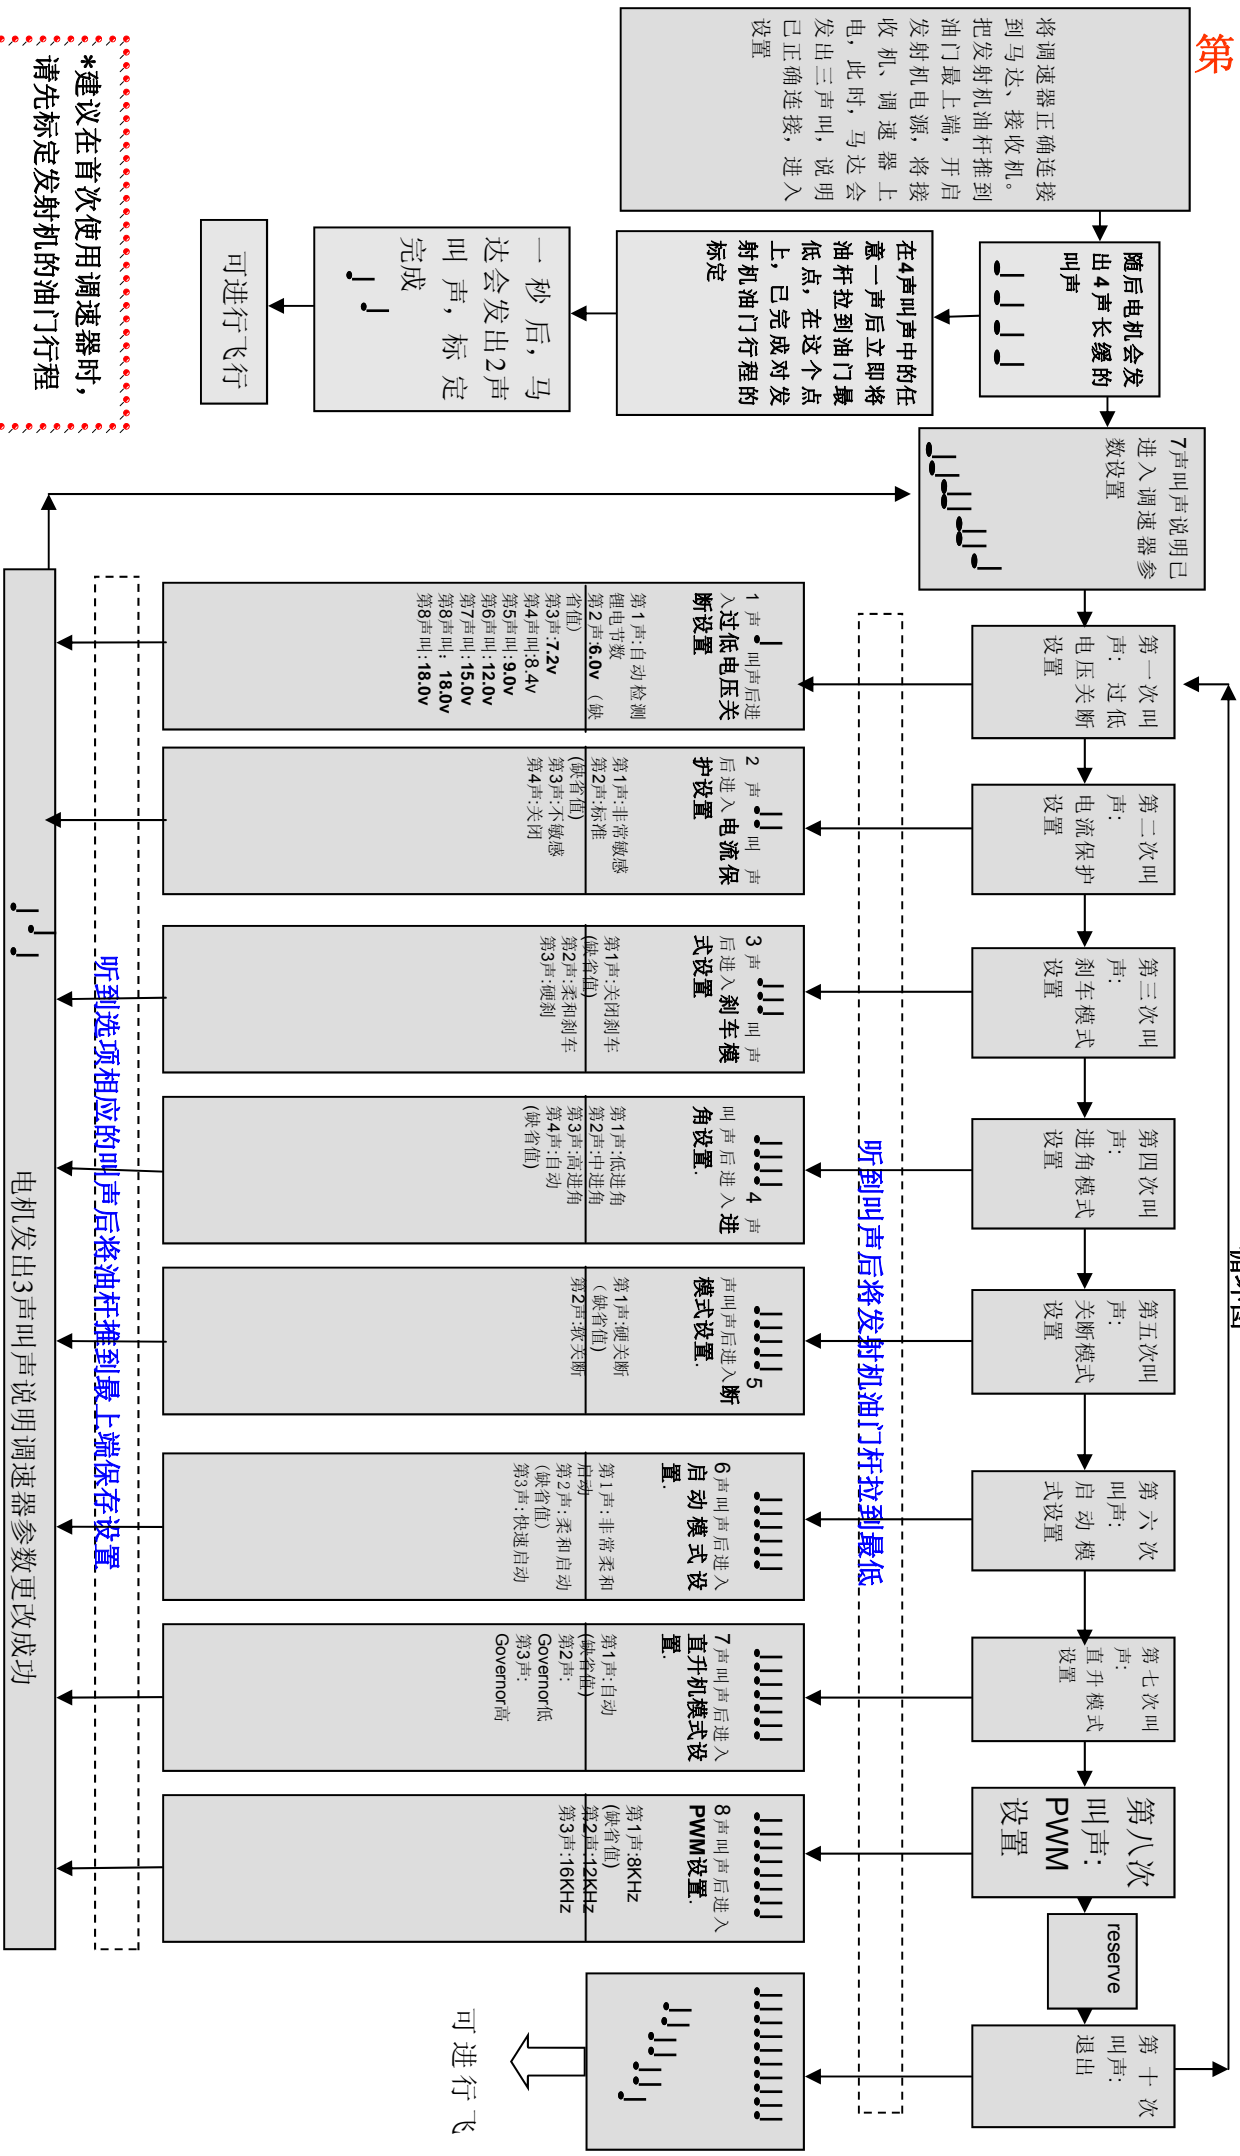 第
将调速器正确连接
到马达、接收机。
把发射机油杆推到
油门最上端，开启
发射机电源，将接
收机、调速器上
电，此时，马达会
发出三声叫，说明
已正确连接，进入
设置
随后电机会发
出4声长缓的
叫声
在4声叫声中的任
意一声后立即将
油杆拉到油门最
低点，在这个点
上，已完成对发
射机油门行程的
标定
一秒后，马
达会发出2声
叫声，标定
完成
可进行飞行
*建议在首次使用调速器时，
请先标定发射机的油门行程
7声叫声说明已
进入调速器参
数设置
循环图
第一次叫
声：过低
电压关断
设置
第二次叫
声:
电流保护
设置
第三次叫
声:
刹车模式
设置
第四次叫
声:
进角模式
设置
第五次叫
声:
关断模式
设置
第六次
叫声:
启动模
式设置
第七次叫
声:
直升模式
设置
第八次
叫声:
PWM
设置
reserve
第十次
叫声:
退出
听到叫声后将发射机油门杆拉到最低
1声 叫声后进
入过低电压关
断设置
第1声:自动检测
锂电节数
第2声:6.0v（缺
省值）
第3声:7.2v
第4声叫:8.4v
第5声叫:9.0v
第6声叫:12.0v
第7声叫:15.0v
第8声叫: 18.0v
第8声叫:18.0v
2声 叫声
后进入电流保
护设置
第1声:非常敏感
第2声:标准
(缺省值)
第3声:不敏感
第4声:关闭
3声 叫声
后进入刹车模
式设置
第1声:关闭刹车
(缺省值)
第2声:柔和刹车
第3声:硬刹
4声
叫声后进入进
角设置.
第1声:低进角
第2声:中进角
第3声:高进角
第4声:自动
(缺省值)
5
声叫声后进入断
模式设置.
第1声:硬关断
（缺省值）
第2声:软关断
6声叫声后进入
启动模式设
置.
第1声:非常柔和
启动
第2声:柔和启动
（缺省值）
第3声:快速启动
7声叫声后进入
直升机模式设
置.
第1声:自动
(缺省值)
第2声:
Governor低
第3声:
Governor高
8声叫声后进入
PWM设置.
第1声:8KHz
(缺省值)
第2声:12KHz
第3声:16KHz
可进行飞
听到选项相应的叫声后将油杆推到最上端保存设置
电机发出3声叫声说明调速器参数更改成功